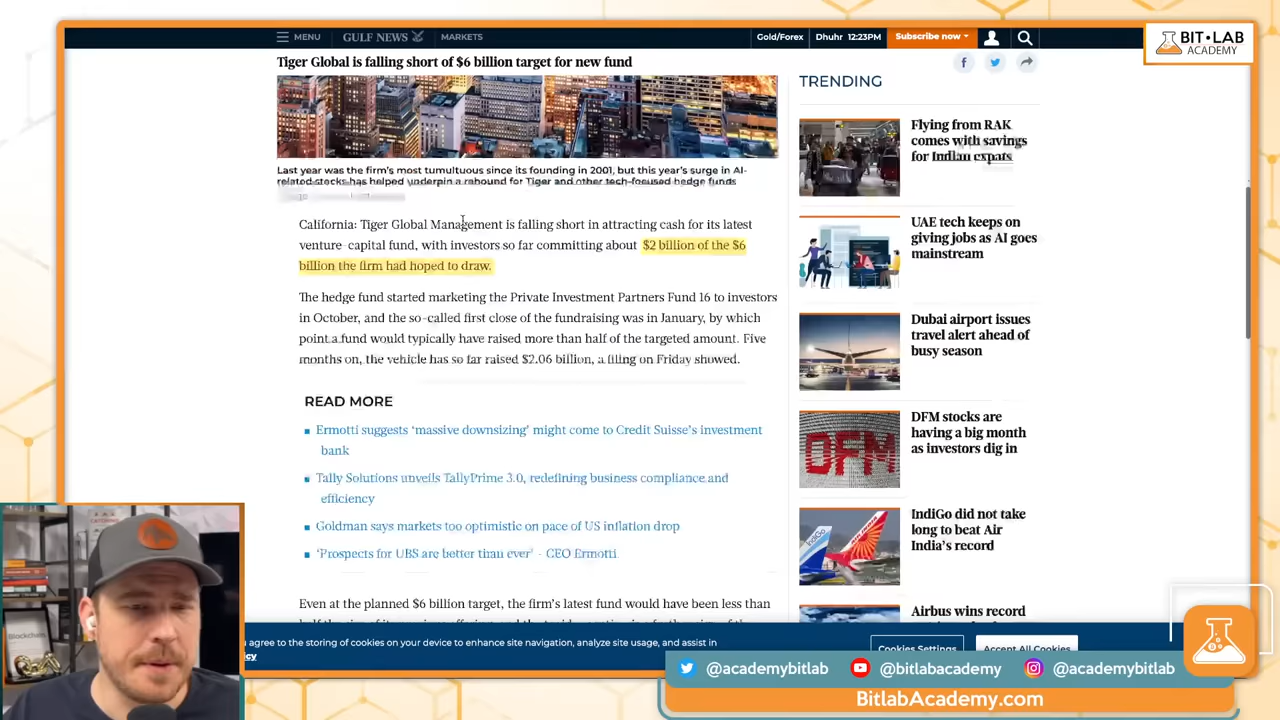 MENU
GULF NEWS
MARKETS
Gold/Forex
Dhuhr 12:23PM
Subscribe now
BIT•LAB
ACADEMY
Tiger Global is falling short of $6 billion target for new fund
Last year was the firm's most tumultuous since its founding in 2001, but this year's surge in AI-
related stocks has helped underpin a rebound for Tiger and other tech-focused hedge funds
California: Tiger Global Management is falling short in attracting cash for its latest
venture-capital fund, with investors so far committing about $2 billion of the $6
billion the firm had hoped to draw.
The hedge fund started marketing the Private Investment Partners Fund 16 to investors
in October, and the so-called first close of the fundraising was in January, by which
point a fund would typically have raised more than half of the targeted amount. Five
months on, the vehicle has so far raised $2.06 billion, a filing on Friday showed.
READ MORE
Ermotti suggests ‘massive downsizing’ might come to Credit Suisse's investment
bank
Tally Solutions unveils TallyPrime 3.0, redefining business compliance and
efficiency
Goldman says markets too optimistic on pace of US inflation drop
‘Prospects for UBS are better than ever’ - CEO Ermotti
Even at the planned $6 billion target, the firm's latest fund would have been less than
TRENDING
Flying from RAK
comes with savings
for Indian expats
UAE tech keeps on
giving jobs as AI goes
mainstream
Dubai airport issues
travel alert ahead of
busy season
DFM stocks are
having a big month
as investors dig in
IndiGo did not take
long to beat Air
India's record
Airbus wins record
agree to the storing of cookies on your device to enhance site navigation, analyze site usage, and assist in
Cookies Settings
Accept All Cookies
@academybitlab
@bitlabacademy
@academybitlab
BitlabAcademy.com